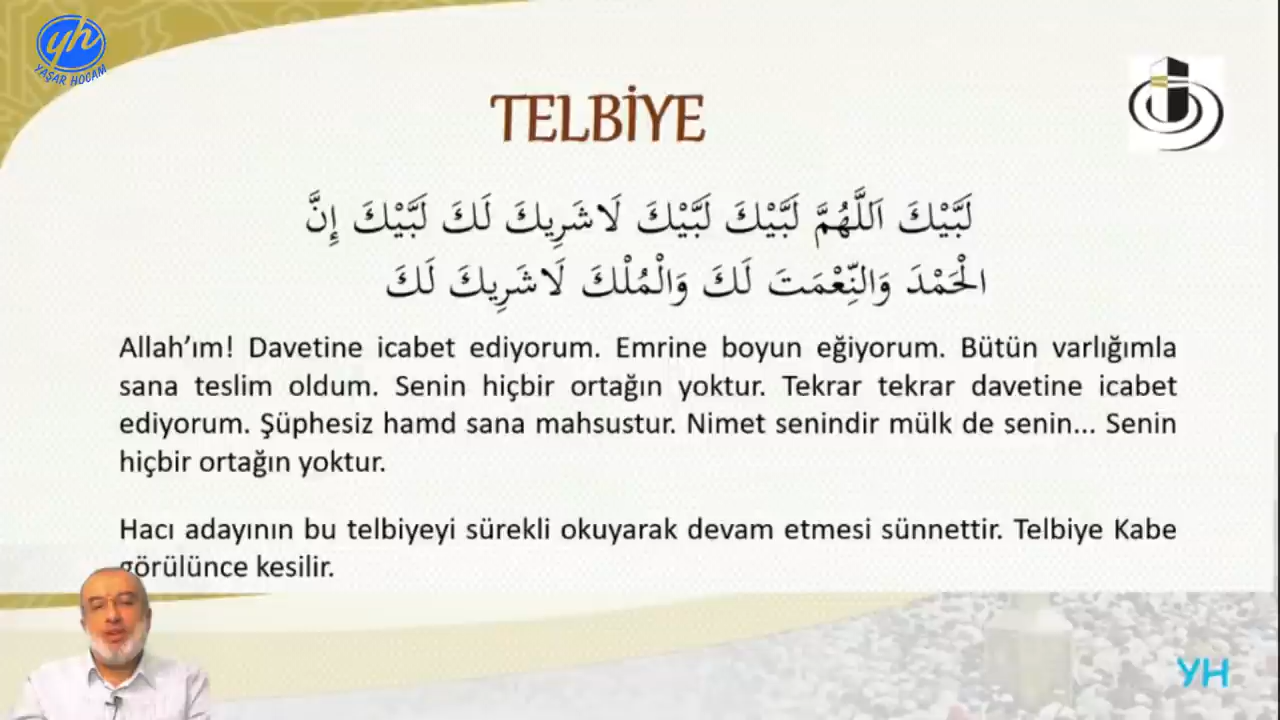 yh
YAŞAR HOCAM
TELBİYE
لَبَّيْكَ اَللَّهُمَّ لَبَّيْكَ لَبَّيْكَ لَاشَرِيكَ لَكَ لَبَّيْكَ إِنَّ
الْحَمْدَ وَالنِّعْمَتَ لَكَ وَالْمُلْكَ لَاشَرِيكَ لَكَ
Allah’ım! Davetine icabet ediyorum. Emrine boyun eğiyorum. Bütün varlığımla
sana teslim oldum. Senin hiçbir ortağın yoktur. Tekrar tekrar davetine icabet
ediyorum. Şüphesiz hamd sana mahsustur. Nimet senindir mülk de senin... Senin
hiçbir ortağın yoktur.
Hacı adayının bu telbiyeyi sürekli okuyarak devam etmesi sünnettir. Telbiye Kabe
görülünce kesilir.
YH